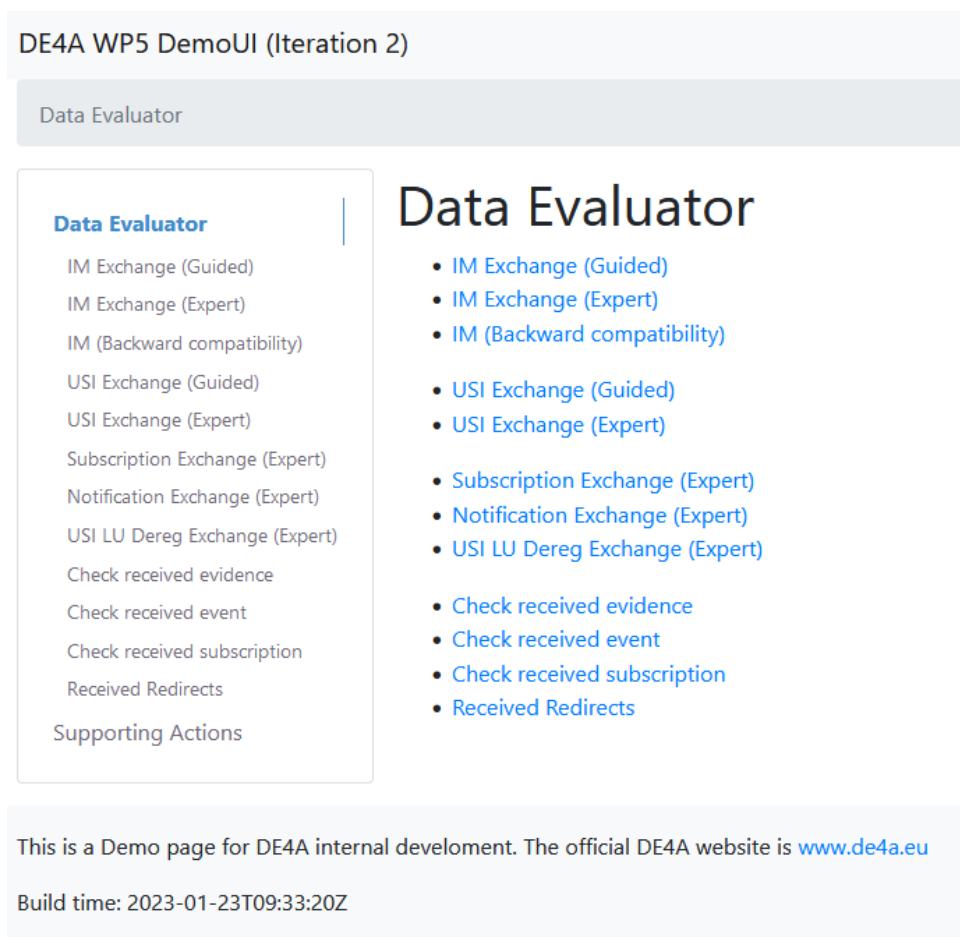 DE4A WP5 DemoUI (Iteration 2)
Data Evaluator
Data Evaluator
IM Exchange (Guided)
IM Exchange (Expert)
IM (Backward compatibility)
USI Exchange (Guided)
USI Exchange (Expert)
Subscription Exchange (Expert)
Notification Exchange (Expert)
USI LU Dereg Exchange (Expert)
Check received evidence
Check received event
Check received subscription
Received Redirects
Supporting Actions
Data Evaluator
• IM Exchange (Guided)
• IM Exchange (Expert)
• IM (Backward compatibility)
• USI Exchange (Guided)
• USI Exchange (Expert)
• Subscription Exchange (Expert)
• Notification Exchange (Expert)
• USI LU Dereg Exchange (Expert)
• Check received evidence
• Check received event
• Check received subscription
• Received Redirects
This is a Demo page for DE4A internal develoment. The official DE4A website is www.de4a.eu
Build time: 2023-01-23T09:33:20Z